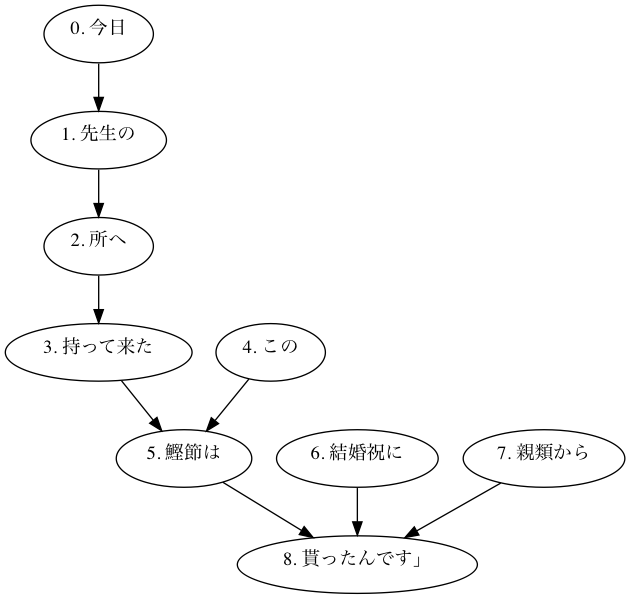 0. 今日
1. 先生の
2. 所へ
3. 持って来た
4. この
5. 鰹節は
6. 結婚祝に
7. 親類から
8. 貰ったんです」